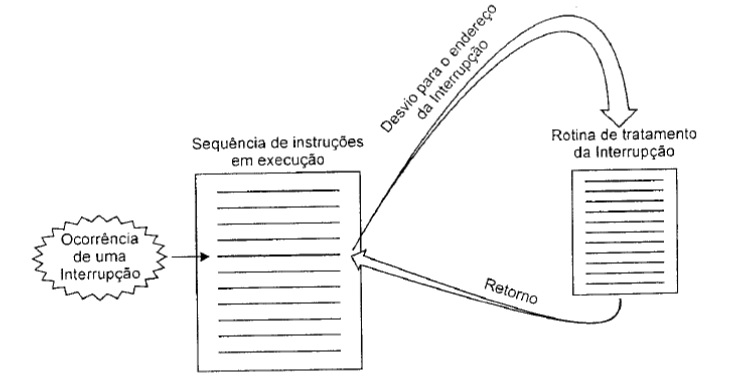 Desvio para o endereço
da Interrupção
Sequência de instruções
em execução
Rotina de tratamento
da Interrupção
Ocorrência
de uma
Interrupção
Retorno